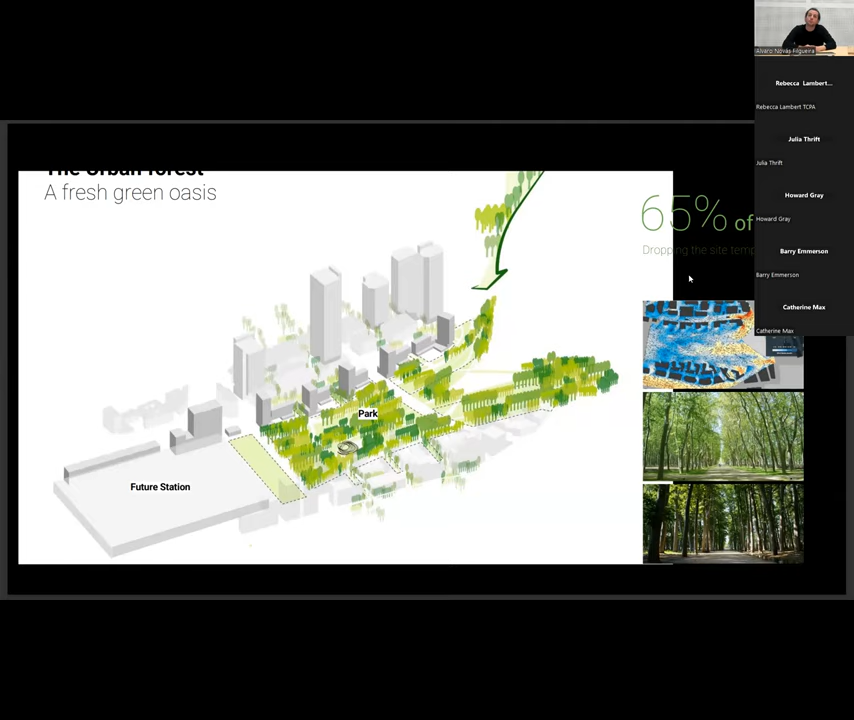 The Urban forest
A fresh green oasis
65% of
Dropping the site temp
Park
Future Station
Alvaro Novas Filgueira
Rebecca Lambert...
Rebecca Lambert TCPA
Julia Thrift
Julia Thrift
Howard Gray
Howard Gray
Barry Emmerson
Barry Emmerson
Catherine Max
Catherine Max